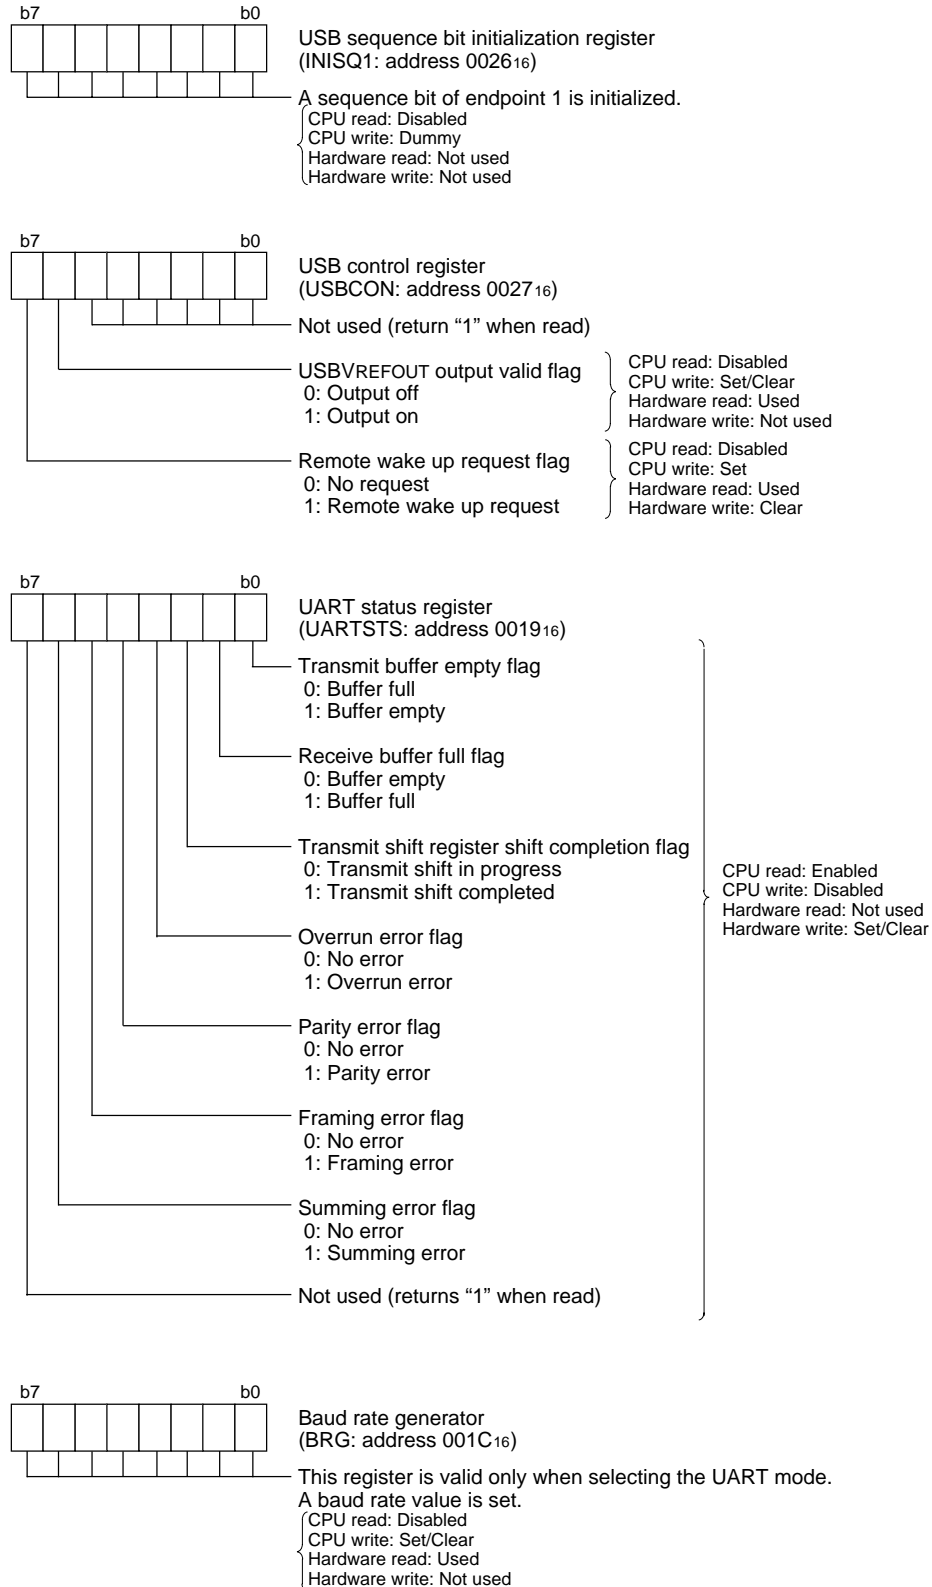 b7 b0
USB sequence bit initialization register
(INISQ1: address 002616)
A sequence bit of endpoint 1 is initialized.
CPU read: Disabled
CPU write: Dummy
Hardware read: Not used
Hardware write: Not used
b7 b0
USB control register
(USBCON: address 002716)
Not used (return “1” when read)
USBVREFOUT output valid flag
0: Output off
1: Output on
CPU read: Disabled
CPU write: Set/Clear
Hardware read: Used
Hardware write: Not used
Remote wake up request flag
0: No request
1: Remote wake up request
CPU read: Disabled
CPU write: Set
Hardware read: Used
Hardware write: Clear
b7 b0
UART status register
(UARTSTS: address 001916)
Transmit buffer empty flag
0: Buffer full
1: Buffer empty
Receive buffer full flag
0: Buffer empty
1: Buffer full
Transmit shift register shift completion flag
0: Transmit shift in progress
1: Transmit shift completed
Overrun error flag
0: No error
1: Overrun error
Parity error flag
0: No error
1: Parity error
Framing error flag
0: No error
1: Framing error
Summing error flag
0: No error
1: Summing error
Not used (returns “1” when read)
CPU read: Enabled
CPU write: Disabled
Hardware read: Not used
Hardware write: Set/Clear
b7 b0
Baud rate generator
(BRG: address 001C16)
This register is valid only when selecting the UART mode.
A baud rate value is set.
CPU read: Disabled
CPU write: Set/Clear
Hardware read: Used
Hardware write: Not used